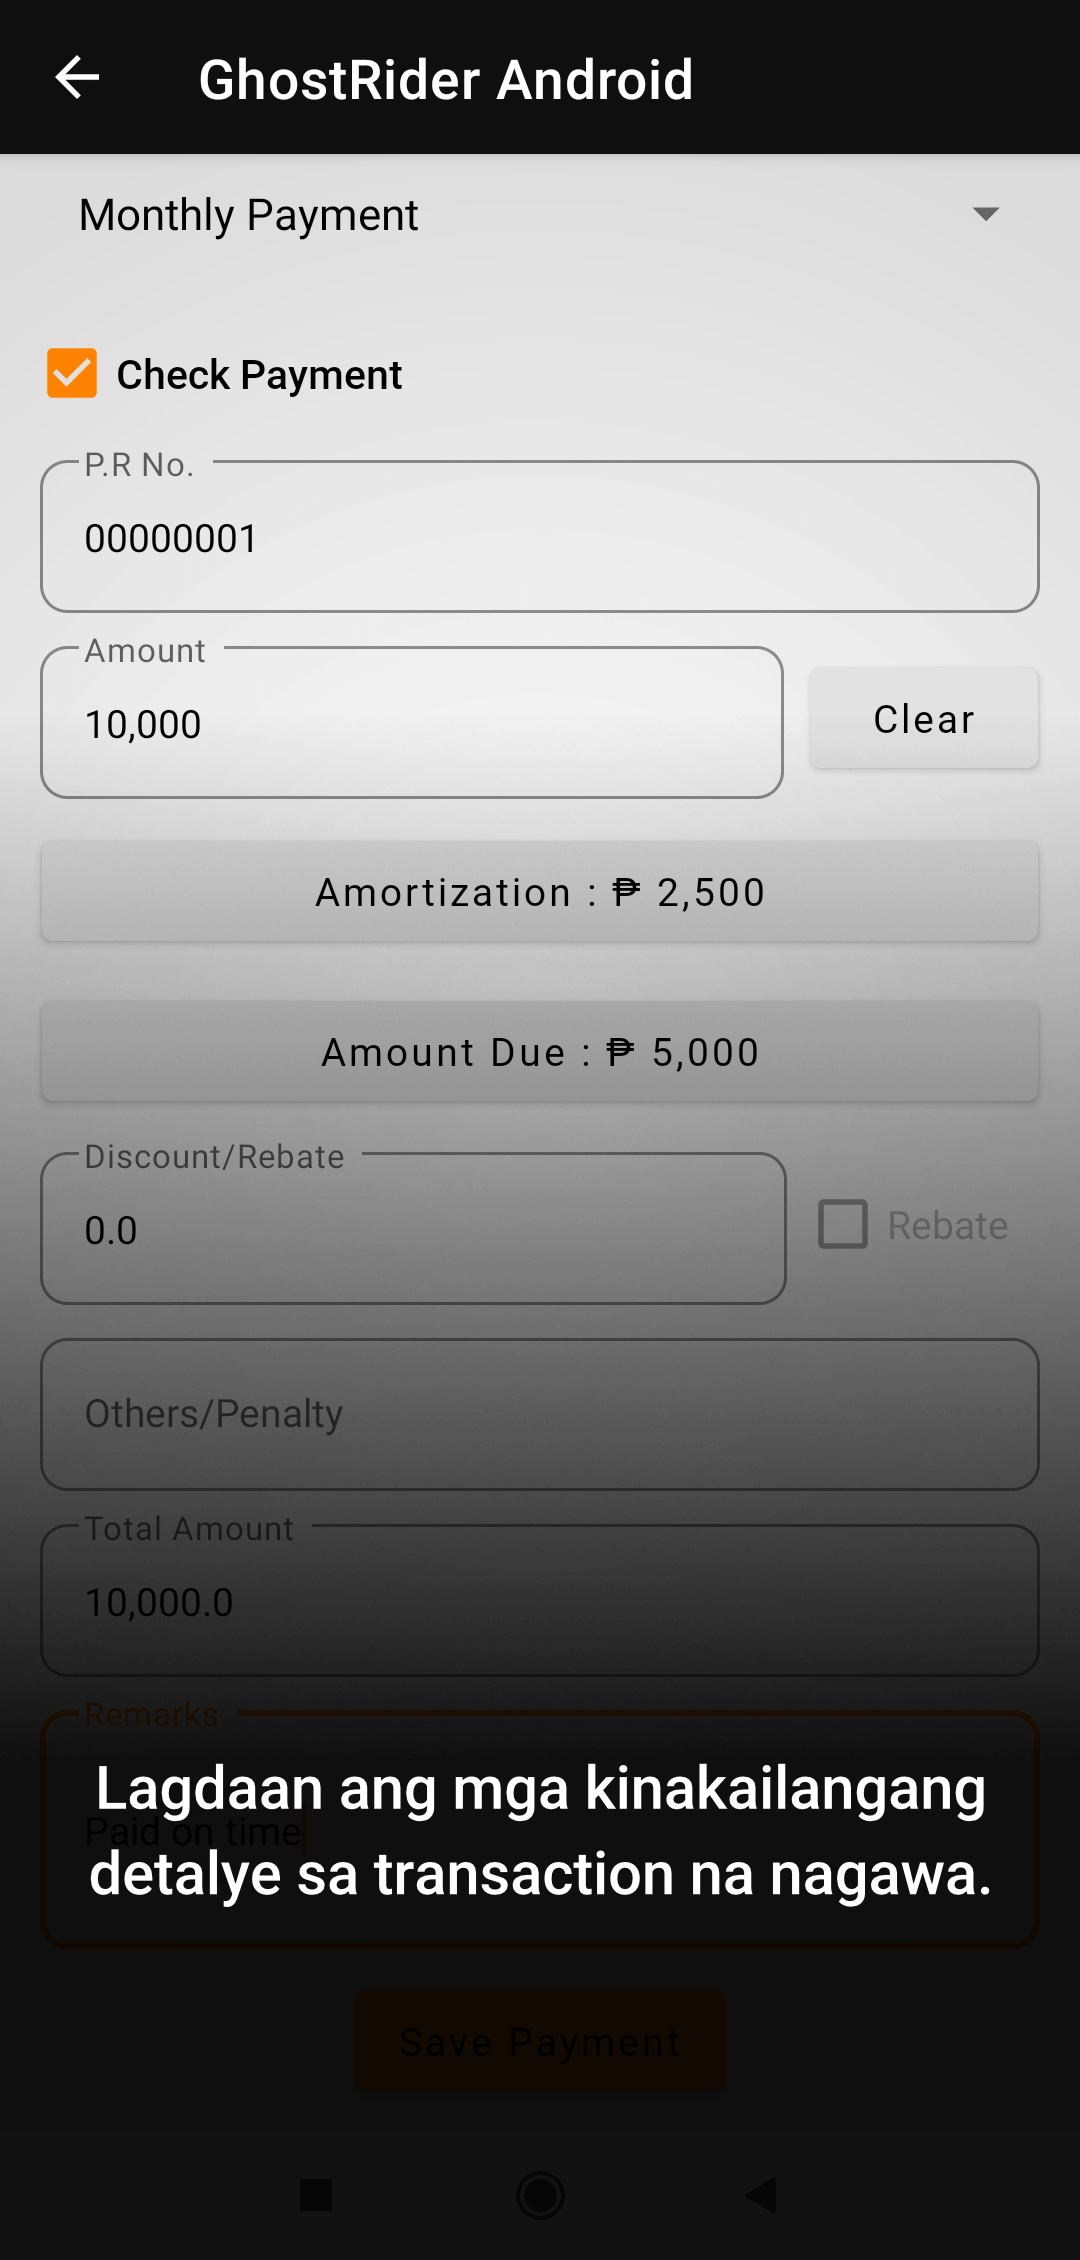 GhostRider Android
Monthly Payment
Check Payment
P.R No.
00000001
Amount
10,000
Clear
Amortization : ₱ 2,500
Amount Due : ₱ 5,000
Discount/Rebate
0.0
Rebate
Others/Penalty
Total Amount
10,000.0
Remarks
Paid on time
Lagdaan ang mga kinakailangang
detalye sa transaction na nagawa.
Save Payment